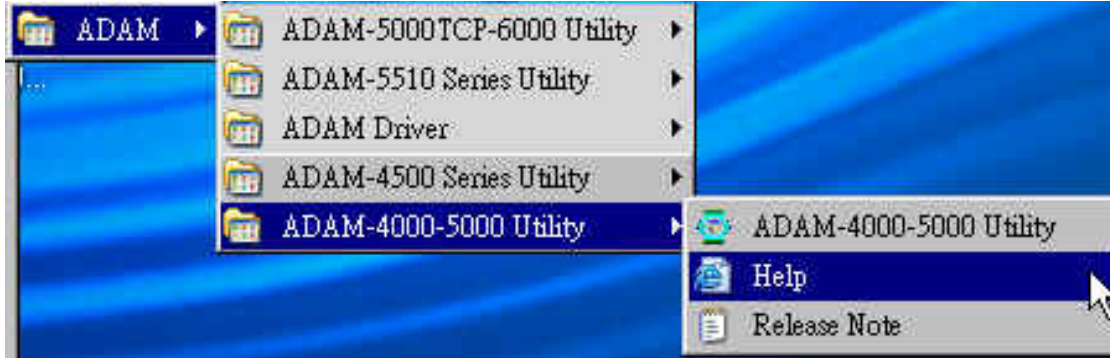 ADAM
...
ADAM-5000TCP-6000 Utility
ADAM-5510 Series Utility
ADAM Driver
ADAM-4500 Series Utility
ADAM-4000-5000 Utility
ADAM-4000-5000 Utility
Help
Release Note